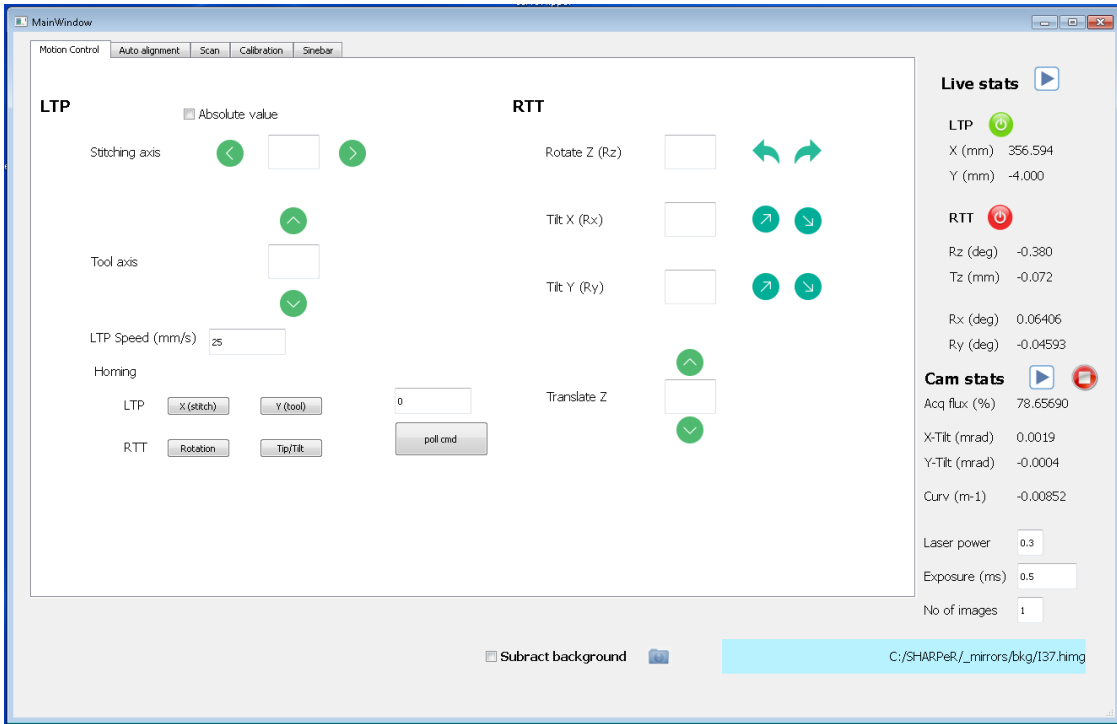 MainWindow
Motion Control Auto alignment Scan Calibration Sinebar
LTP
Absolute value
Stitching axis
Tool axis
LTP Speed (mm/s) 25
Homing
LTP X (stitch) Y (tool) 0
RTT Rotation Tip/Tilt poll cmd
RTT
Rotate Z (Rz)
Tilt X (Rx)
Tilt Y (Ry)
Translate Z
Live stats
LTP
X (mm) 356.594
Y (mm) -4.000
RTT
Rz (deg) -0.380
Tz (mm) -0.072
Rx (deg) 0.06406
Ry (deg) -0.04593
Cam stats
Acq flux (%) 78.65690
X-Tilt (mrad) 0.0019
Y-Tilt (mrad) -0.0004
Curv (m-1) -0.00852
Laser power 0.3
Exposure (ms) 0.5
No of images 1
Subract background C:/SHARPeR/_mirrors/bkg/I37.himg